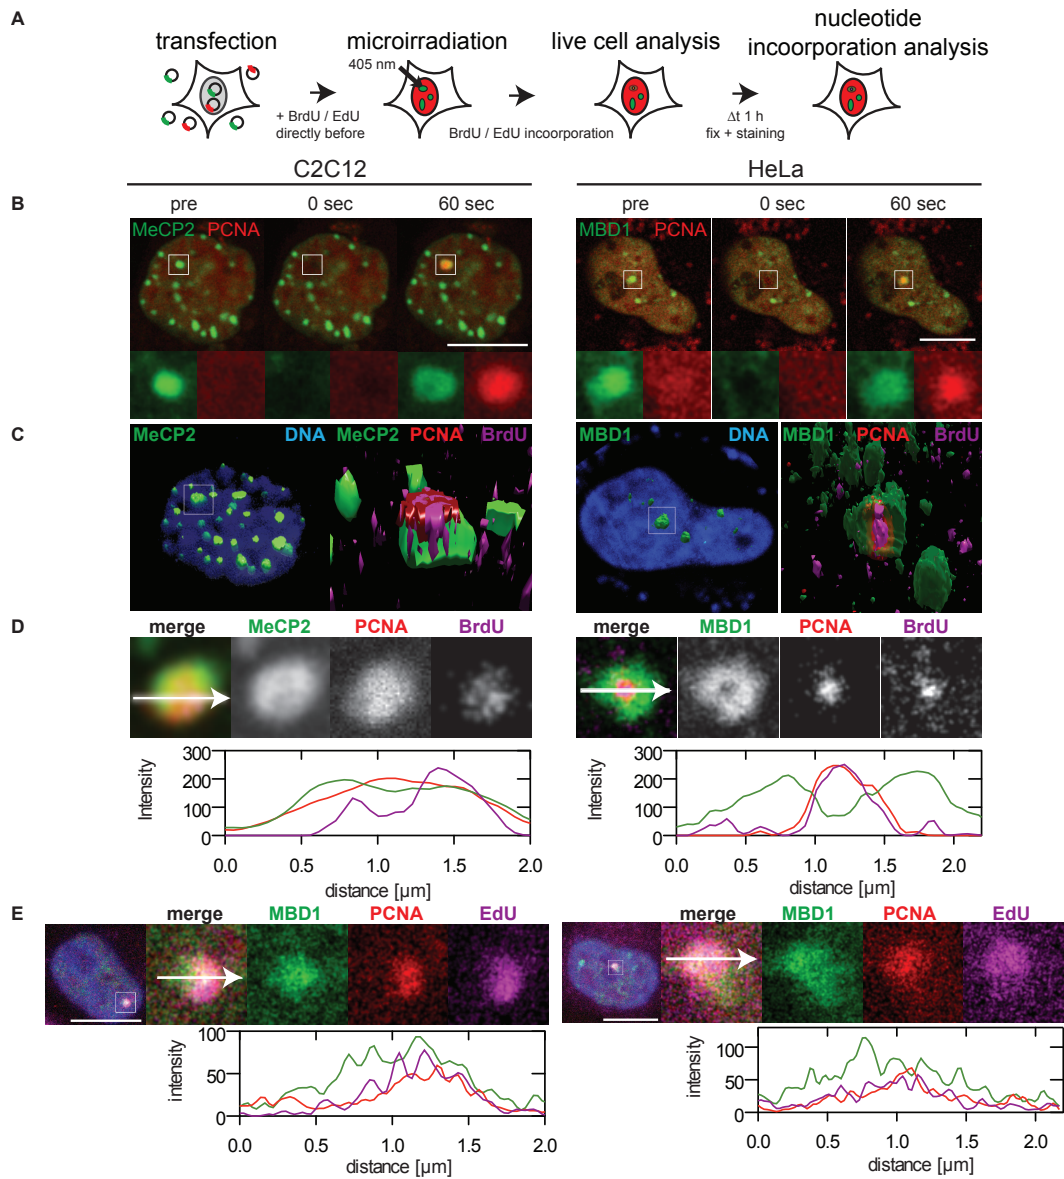 A
transfection
microirradiation
live cell analysis
nucleotide
incoorporation analysis
405 nm
+ BrdU / EdU
directly before
BrdU / EdU incoorporation
Δt 1 h
fix + staining
C2C12
HeLa
B
pre
0 sec
60 sec
pre
0 sec
60 sec
MeCP2 PCNA
MBD1 PCNA
C
MeCP2 DNA
MeCP2 PCNA BrdU
MBD1 DNA
MBD1 PCNA BrdU
D
merge MeCP2 PCNA BrdU
merge MBD1 PCNA BrdU
Intensity
300
200
100
0
0.0 0.5 1.0 1.5 2.0
distance [µm]
Intensity
300
200
100
0
0.0 0.5 1.0 1.5 2.0
distance [µm]
E
merge MBD1 PCNA EdU
merge MBD1 PCNA EdU
intensity
100
50
0
0.0 0.5 1.0 1.5 2.0
distance [µm]
intensity
100
50
0
0.0 0.5 1.0 1.5 2.0
distance [µm]